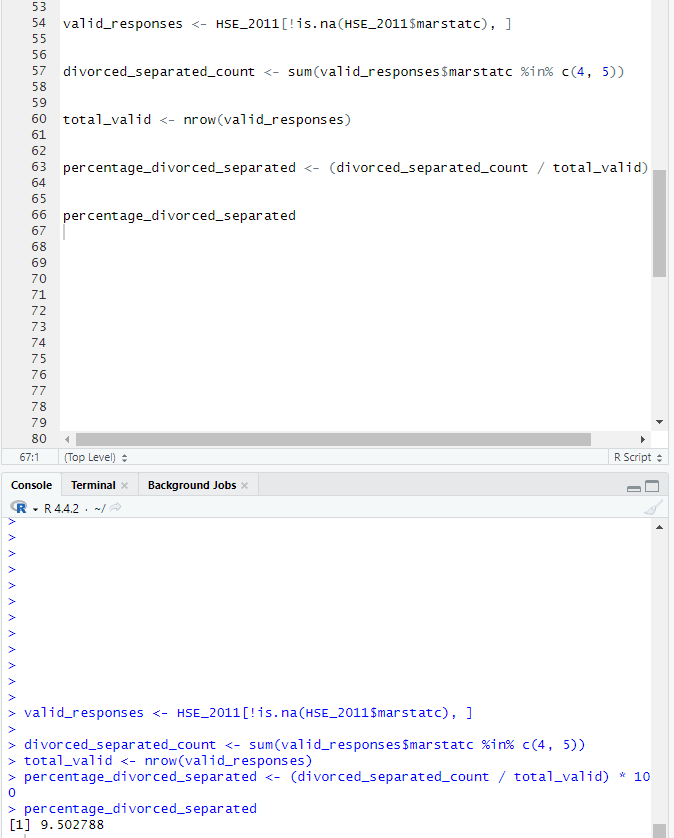 53
54 valid_responses <- HSE_2011[!is.na(HSE_2011$marstatc), ]
55
56
57 divorced_separated_count <- sum(valid_responses$marstatc %in% c(4, 5))
58
59
60 total_valid <- nrow(valid_responses)
61
62
63 percentage_divorced_separated <- (divorced_separated_count / total_valid)
64
65
66 percentage_divorced_separated
67
68
69
70
71
72
73
74
75
76
77
78
79
80
67:1 (Top Level) R Script
Console Terminal Background Jobs
R 4.4.2 · ~/
>
>
>
>
>
>
>
>
>
>
>
>
> valid_responses <- HSE_2011[!is.na(HSE_2011$marstatc), ]
>
> divorced_separated_count <- sum(valid_responses$marstatc %in% c(4, 5))
> total_valid <- nrow(valid_responses)
> percentage_divorced_separated <- (divorced_separated_count / total_valid) * 10
0
> percentage_divorced_separated
[1] 9.502788